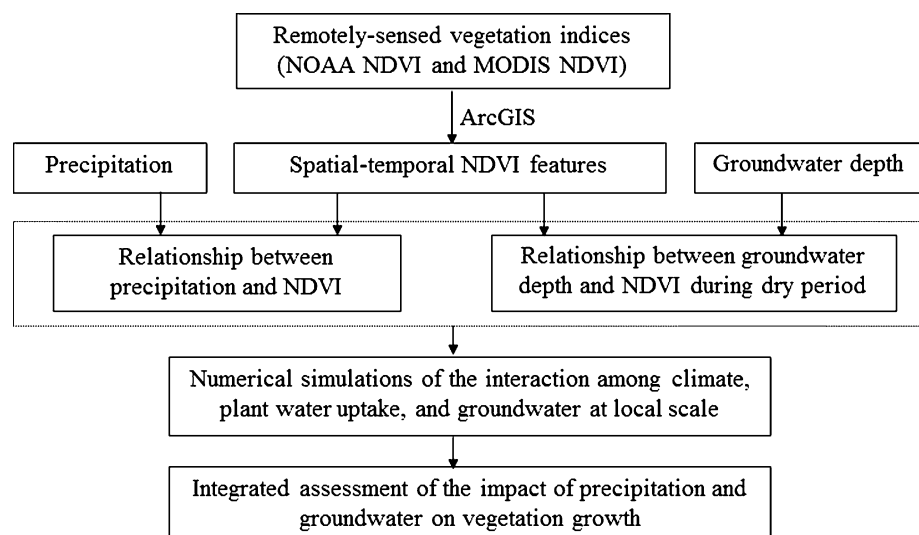 Remotely-sensed vegetation indices
(NOAA NDVI and MODIS NDVI)
ArcGIS
Precipitation
Spatial-temporal NDVI features
Groundwater depth
Relationship between
precipitation and NDVI
Relationship between groundwater
depth and NDVI during dry period
Numerical simulations of the interaction among climate,
plant water uptake, and groundwater at local scale
Integrated assessment of the impact of precipitation and
groundwater on vegetation growth